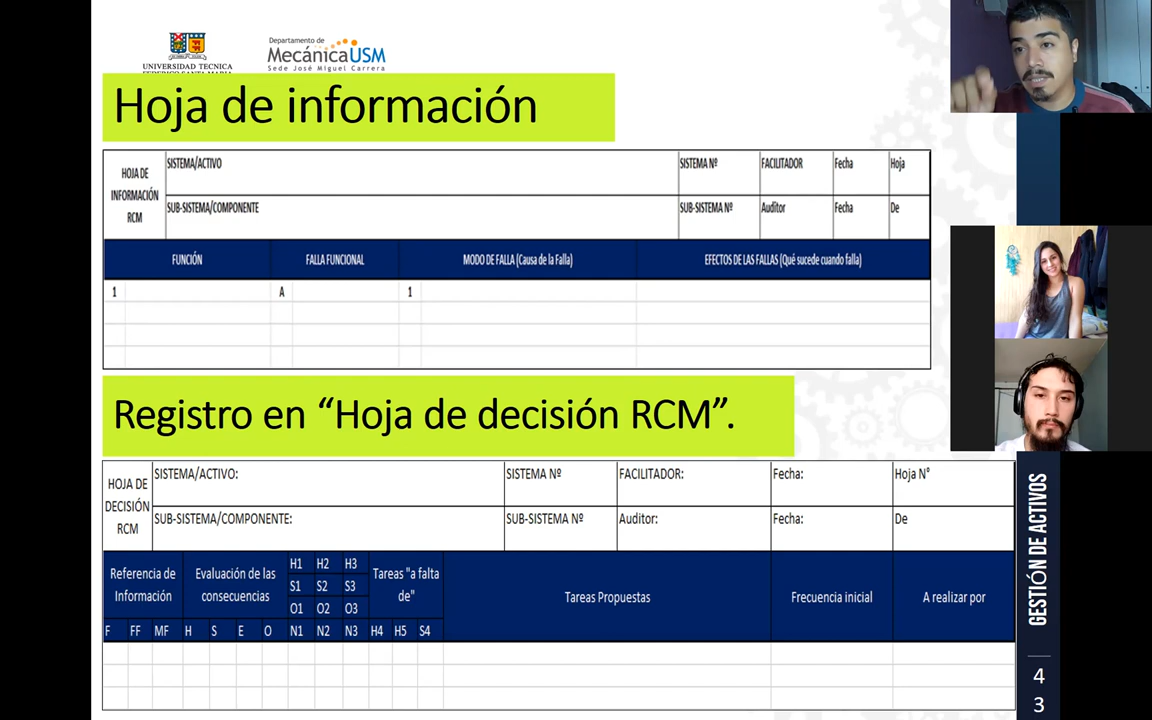 UNIVERSIDAD TECNICA
FEDERICO SANTA MARIA
Departamento de
MecánicaUSM
Sede José Miguel Carrera
Hoja de información
HOJA DE
INFORMACIÓN
RCM
SISTEMA/ACTIVO
SISTEMA Nº
FACILITADOR
Fecha
Hoja
SUB-SISTEMA/COMPONENTE
SUB-SISTEMA Nº
Auditor
Fecha
De
FUNCIÓN
FALLA FUNCIONAL
MODO DE FALLA (Causa de la Falla)
EFECTOS DE LAS FALLAS (Qué sucede cuando falla)
1
A
1
Registro en “Hoja de decisión RCM”.
HOJA DE
DECISIÓN
RCM
SISTEMA/ACTIVO:
SISTEMA Nº
FACILITADOR:
Fecha:
Hoja N°
SUB-SISTEMA/COMPONENTE:
SUB-SISTEMA Nº
Auditor:
Fecha:
De
Referencia de
Información
Evaluación de las
consecuencias
H1 H2 H3
S1 S2 S3
O1 O2 O3
N1 N2 N3
Tareas "a falta
de"
Tareas Propuestas
Frecuencia inicial
A realizar por
F FF MF H S E O
H4 H5 S4
GESTIÓN DE ACTIVOS
4
3